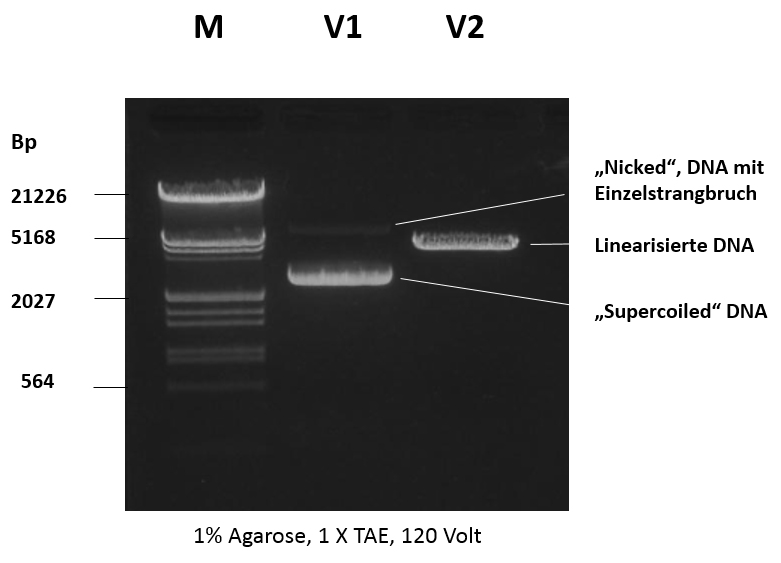 M V1 V2
Bp
„Nicked“, DNA mit
Einzelstrangbruch
21226
5168
Linearisierte DNA
2027
„Supercoiled“ DNA
564
1% Agarose, 1 X TAE, 120 Volt